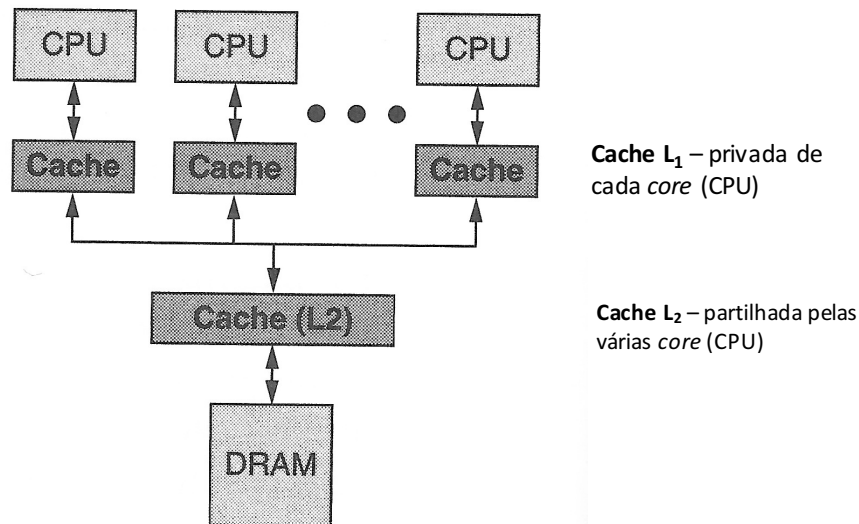 CPU CPU CPU
Cache Cache Cache
Cache L1 – privada de
cada core (CPU)
Cache (L2)
Cache L2 – partilhada pelas
várias core (CPU)
DRAM